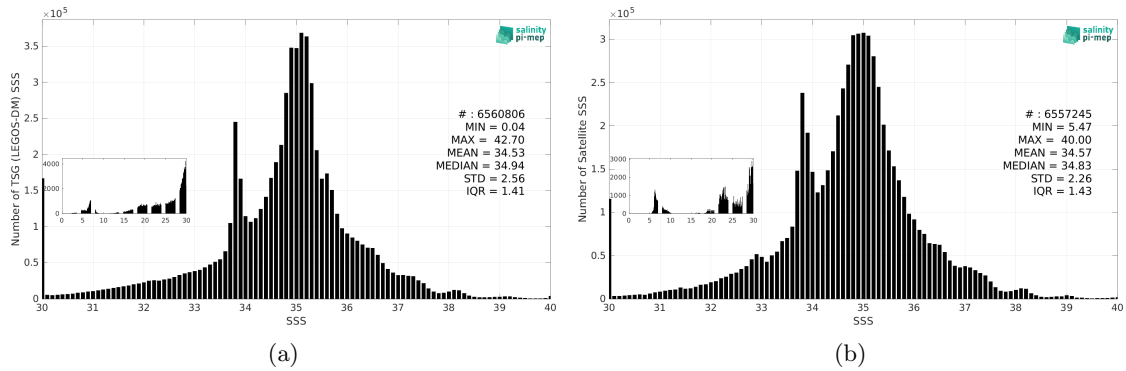 ×10^5
3.5
3
2.5
2
1.5
1
0.5
0
30 31 32 33 34 35 36 37 38 39 40
SSS
Number of TSG (LEGOS-DM) SSS
4000
2000
0
0 5 10 15 20 25 30
salinity
pi-mep
# : 6560806
MIN = 0.04
MAX = 42.70
MEAN = 34.53
MEDIAN = 34.94
STD = 2.56
IQR = 1.41
(a)
×10^5
3
2.5
2
1.5
1
0.5
0
30 31 32 33 34 35 36 37 38 39 40
SSS
Number of Satellite SSS
3000
2000
1000
0
0 5 10 15 20 25 30
salinity
pi-mep
# : 6557245
MIN = 5.47
MAX = 40.00
MEAN = 34.57
MEDIAN = 34.83
STD = 2.26
IQR = 1.43
(b)